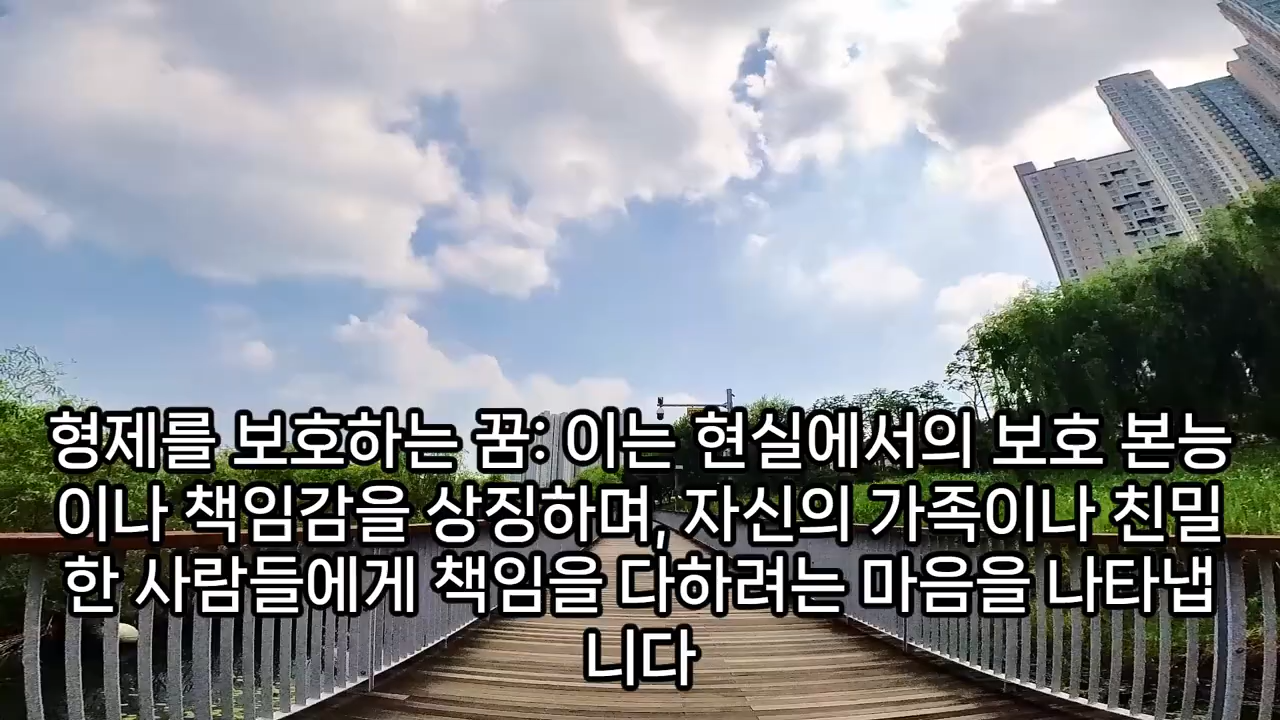 형제를 보호하는 꿈: 이는 현실에서의 보호 본능
이나 책임감을 상징하며, 자신의 가족이나 친밀
한 사람들에게 책임을 다하려는 마음을 나타냅
니다